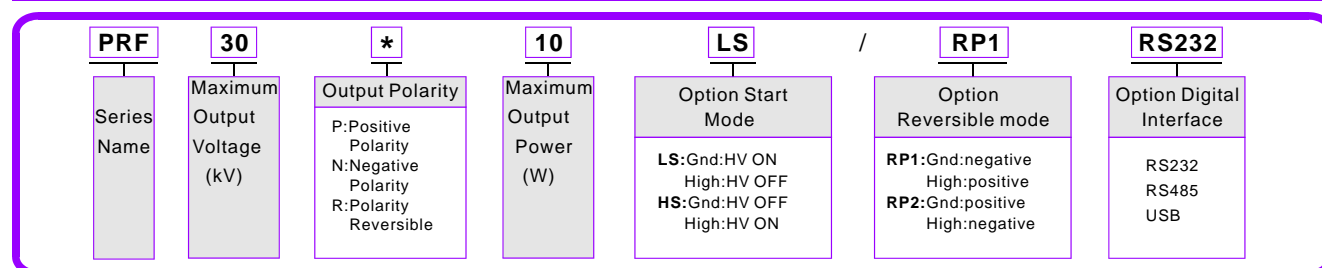 PRF 30 * 10 LS / RP1 RS232
Series
Name
Maximum
Output
Voltage
(kV)
Output Polarity
P:Positive
Polarity
N:Negative
Polarity
R:Polarity
Reversible
Maximum
Output
Power
(W)
Option Start
Mode
LS:Gnd:HV ON
High:HV OFF
HS:Gnd:HV OFF
High:HV ON
Option
Reversible mode
RP1:Gnd:negative
High:positive
RP2:Gnd:positive
High:negative
Option Digital
Interface
RS232
RS485
USB